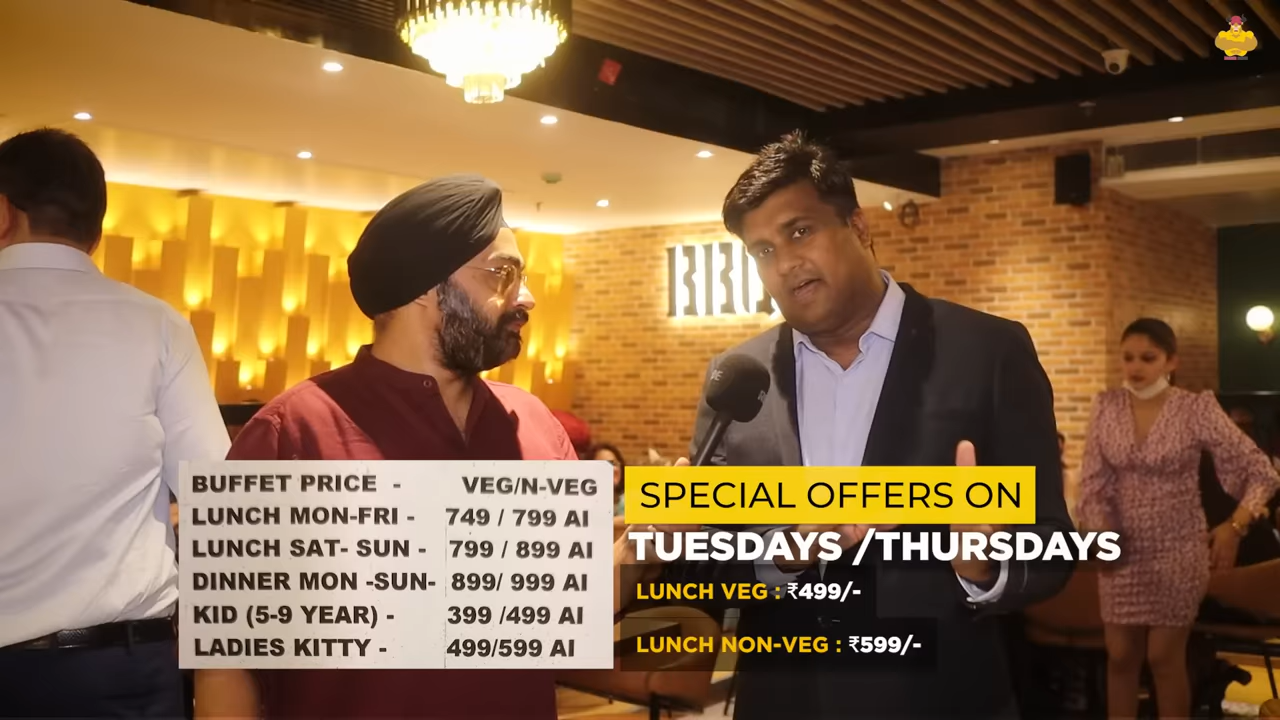 BBQ
BUFFET PRICE - VEG/N-VEG
LUNCH MON-FRI - 749 / 799 AI
LUNCH SAT- SUN - 799 / 899 AI
DINNER MON -SUN- 899/ 999 AI
KID (5-9 YEAR) - 399 /499 AI
LADIES KITTY - 499/599 AI
SPECIAL OFFERS ON
TUESDAYS /THURSDAYS
LUNCH VEG : ₹499/-
LUNCH NON-VEG : ₹599/-